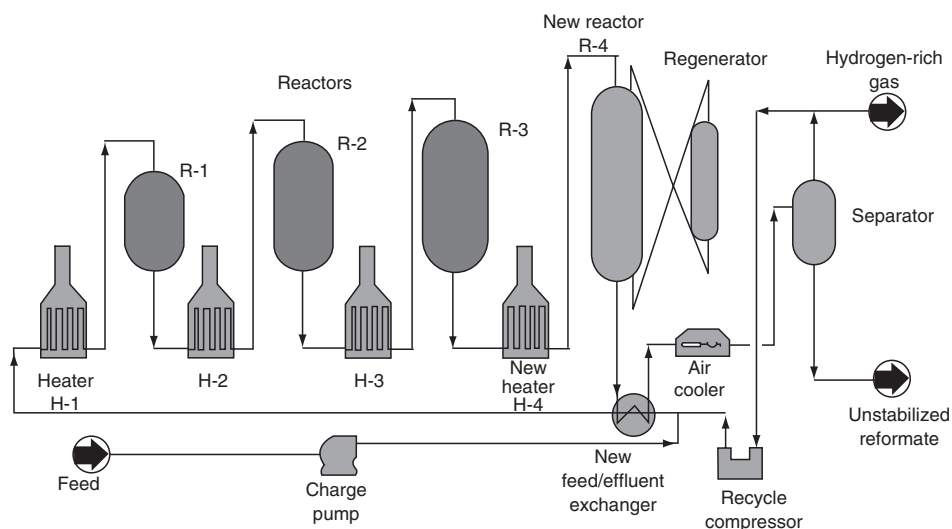 New reactor
R-4
Reactors
Regenerator
Hydrogen-rich
gas
R-1
R-2
R-3
Separator
Heater
H-1
H-2
H-3
New
heater
H-4
Air
cooler
Unstabilized
reformate
Feed
Charge
pump
New
feed/effluent
exchanger
Recycle
compressor